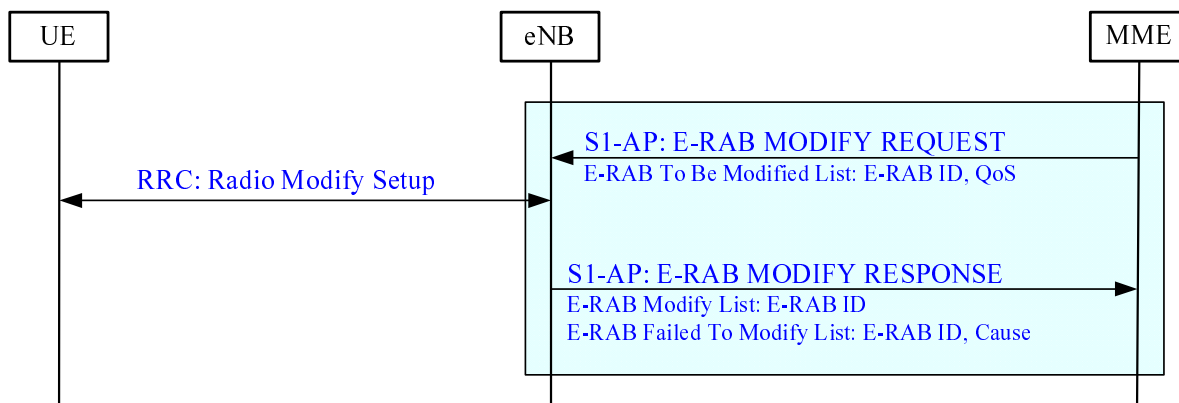 UE
eNB
MME
S1-AP: E-RAB MODIFY REQUEST
E-RAB To Be Modified List: E-RAB ID, QoS
RRC: Radio Modify Setup
S1-AP: E-RAB MODIFY RESPONSE
E-RAB Modify List: E-RAB ID
E-RAB Failed To Modify List: E-RAB ID, Cause